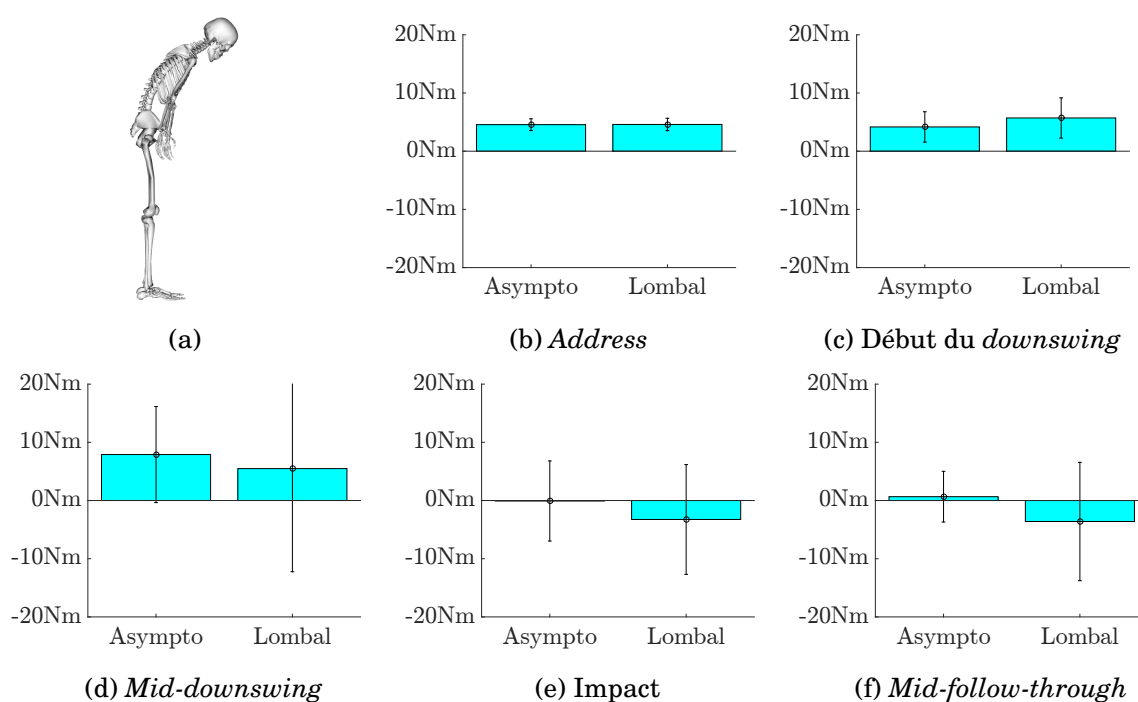 20Nm
10Nm
0Nm
-10Nm
-20Nm
Asympto Lombal
20Nm
10Nm
0Nm
-10Nm
-20Nm
Asympto Lombal
(a)
(b) Address
(c) Début du downswing
20Nm
10Nm
0Nm
-10Nm
-20Nm
Asympto Lombal
20Nm
10Nm
0Nm
-10Nm
-20Nm
Asympto Lombal
20Nm
10Nm
0Nm
-10Nm
-20Nm
Asympto Lombal
(d) Mid-downswing
(e) Impact
(f) Mid-follow-through